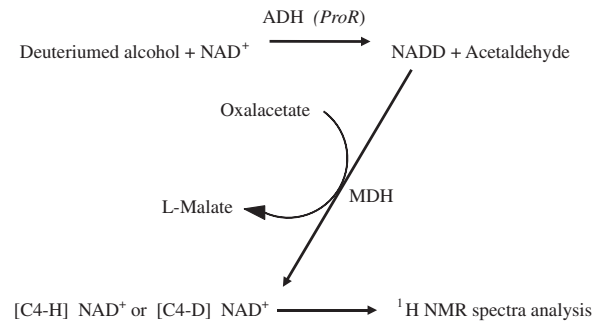 ADH (ProR)
Deuteriumed alcohol + NAD⁺ NADD + Acetaldehyde
Oxalacetate
L-Malate
MDH
[C4-H] NAD⁺ or [C4-D] NAD⁺ ¹H NMR spectra analysis